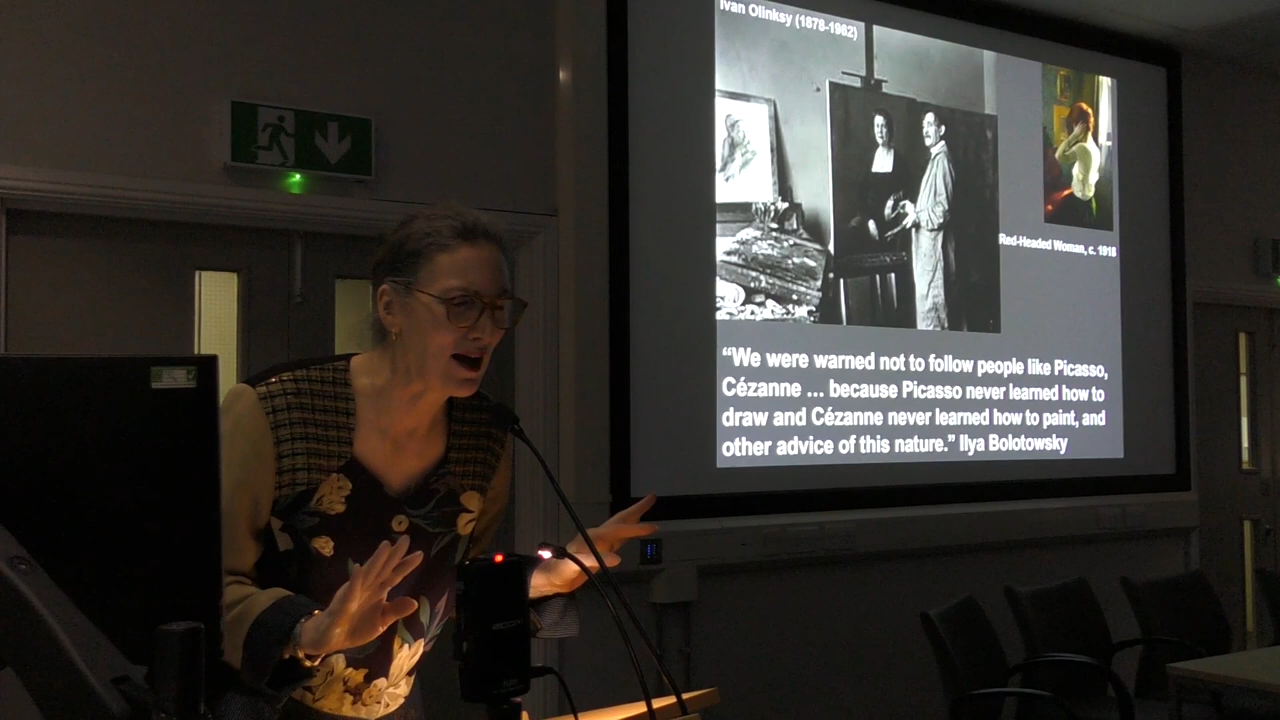 Ivan Olinksy (1878-1962)
Red-Headed Woman, c. 1918
“We were warned not to follow people like Picasso,
Cézanne ... because Picasso never learned how to
draw and Cézanne never learned how to paint, and
other advice of this nature.” Ilya Bolotowsky